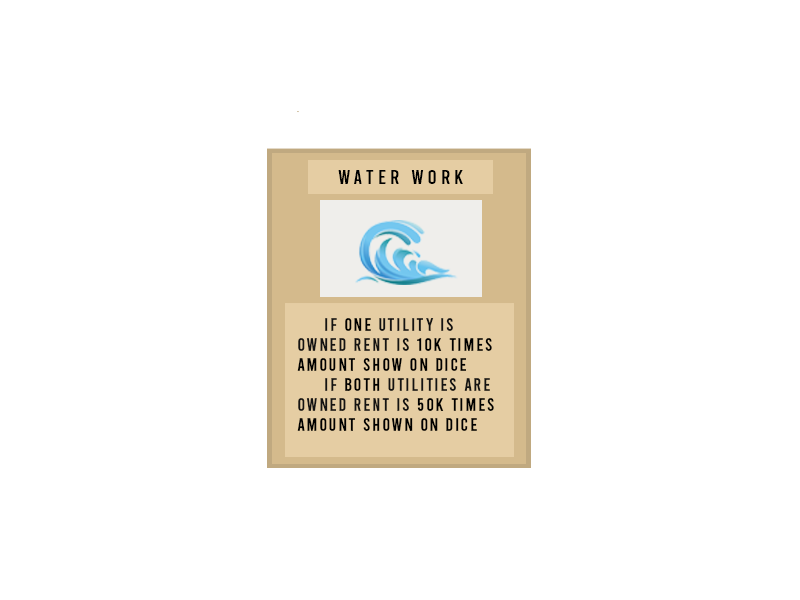 WATER WORK
IF ONE UTILITY IS
OWNED RENT IS 10K TIMES
AMOUNT SHOW ON DICE
IF BOTH UTILITIES ARE
OWNED RENT IS 50K TIMES
AMOUNT SHOWN ON DICE